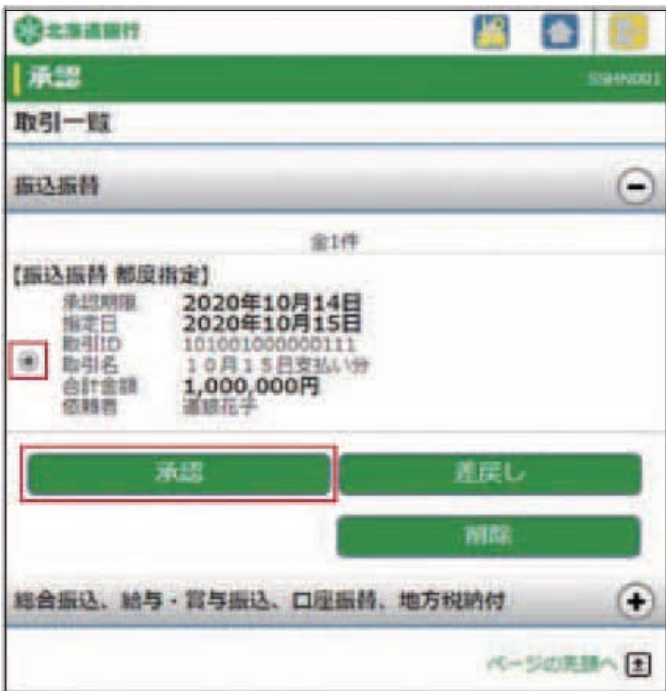 北海道銀行
承認
SSHN001
取引一覧
振込振替
全1件
【振込振替 都度指定】
承認期限 2020年10月14日
指定日 2020年10月15日
取引ID 1010010000000111
取引名 10月15日支払い分
合計金額 1,000,000円
依頼者 道銀花子
承認 差戻し
削除
総合振込、給与・賞与振込、口座振替、地方税納付
ページの先頭へ